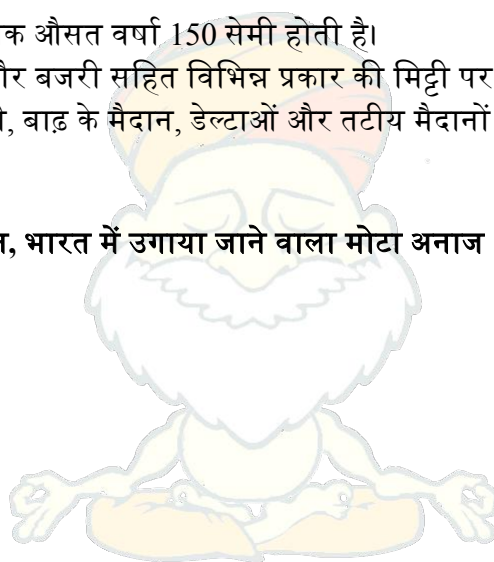 क औसत वर्षा 150 सेमी होती है।
और बजरी सहित विभिन्न प्रकार की मिट्टी पर
, बाढ़ के मैदान, डेल्टाओं और तटीय मैदानों
, भारत में उगाया जाने वाला मोटा अनाज